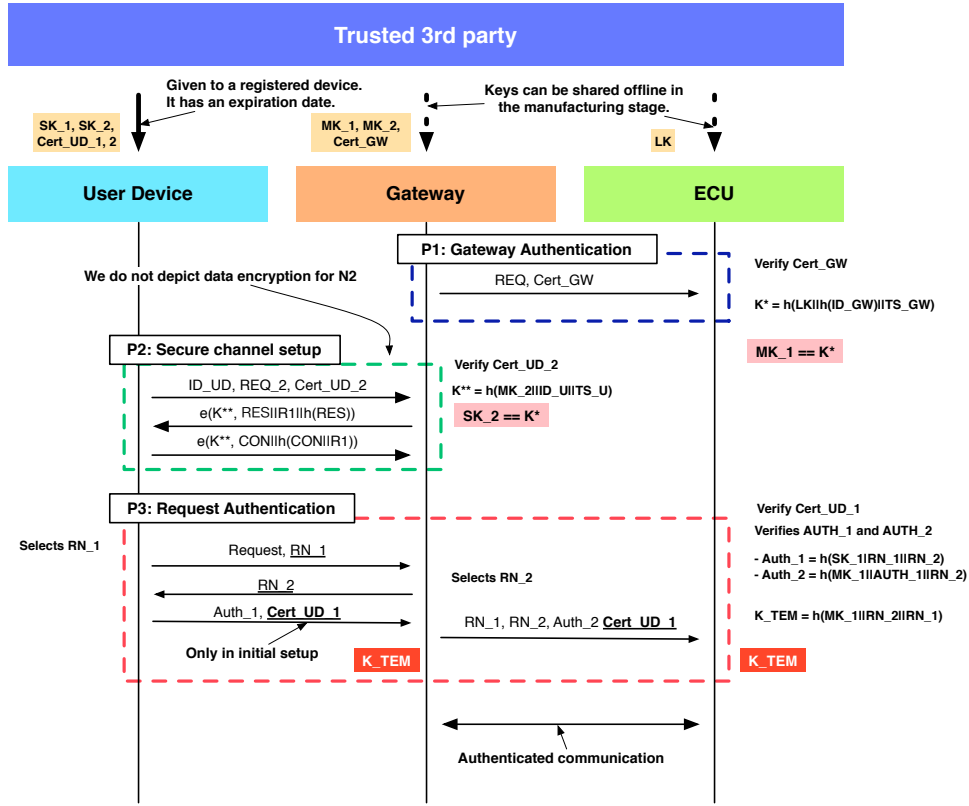 Trusted 3rd party
Given to a registered device.
It has an expiration date.
Keys can be shared offline in
the manufacturing stage.
SK_1, SK_2,
Cert_UD_1, 2
MK_1, MK_2,
Cert_GW
LK
User Device
Gateway
ECU
P1: Gateway Authentication
Verify Cert_GW
We do not depict data encryption for N2
REQ, Cert_GW
K* = h(LK||h(ID_GW)||TS_GW)
MK_1 == K*
P2: Secure channel setup
Verify Cert_UD_2
ID_UD, REQ_2, Cert_UD_2
K** = h(MK_2||ID_U||TS_U)
e(K**, RES||R1||h(RES))
SK_2 == K*
e(K**, CON||h(CON||R1))
P3: Request Authentication
Verify Cert_UD_1
Verifies AUTH_1 and AUTH_2
Selects RN_1
Request, RN_1
- Auth_1 = h(SK_1||RN_1||RN_2)
- Auth_2 = h(MK_1||AUTH_1||RN_2)
RN_2
Selects RN_2
Auth_1, Cert_UD_1
RN_1, RN_2, Auth_2 Cert_UD_1
K_TEM = h(MK_1||RN_2||RN_1)
Only in initial setup
K_TEM
K_TEM
Authenticated communication